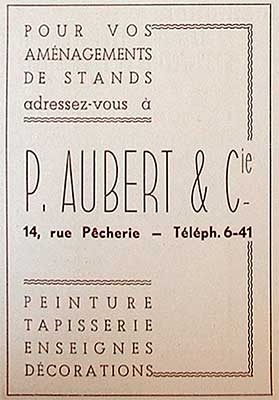 POUR VOS
AMÉNAGEMENTS
DE STANDS
adressez-vous à
P. AUBERT & Cie
14, rue Pêcherie — Téléph. 6-41
PEINTURE
TAPISSERIE
ENSEIGNES
DÉCORATIONS